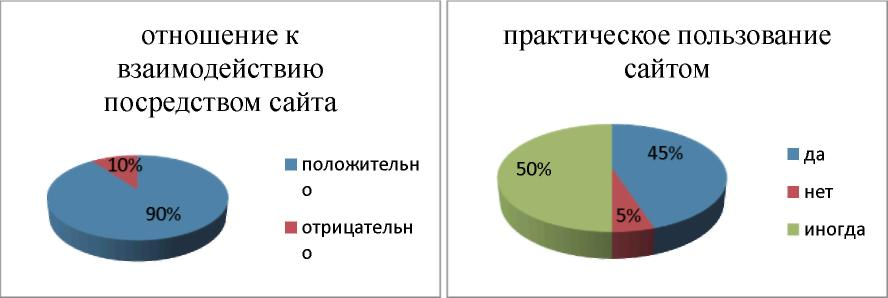 отношение к
взаимодействию
посредством сайта
10%
90%
положительн
о
отрицательн
о
практическое пользование
сайтом
45%
50%
5%
да
нет
иногда